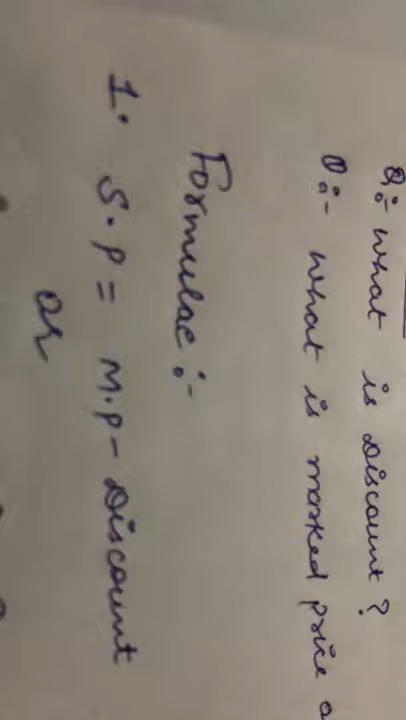 Q:- what is Discount?
Q:- what is marked price
Formulae:-
1. S.P = M.P - Discount
or